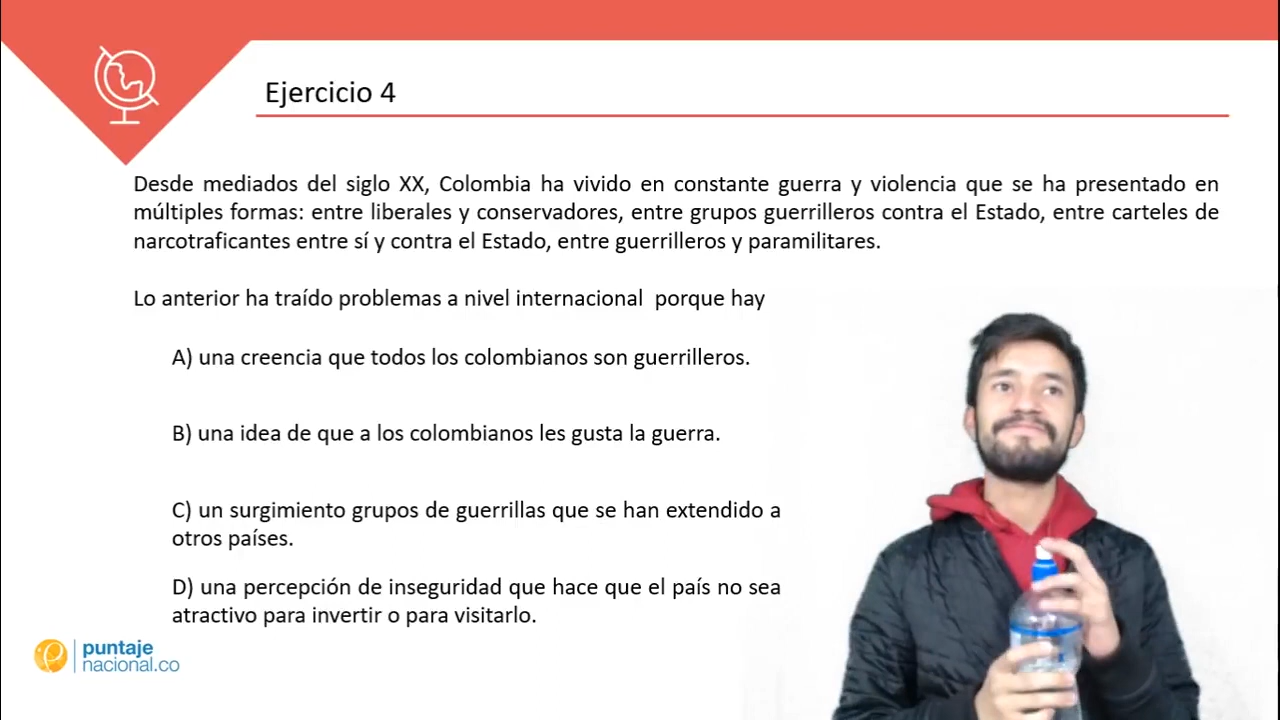 Ejercicio 4
Desde mediados del siglo XX, Colombia ha vivido en constante guerra y violencia que se ha presentado en
múltiples formas: entre liberales y conservadores, entre grupos guerrilleros contra el Estado, entre carteles de
narcotraficantes entre sí y contra el Estado, entre guerrilleros y paramilitares.
Lo anterior ha traído problemas a nivel internacional porque hay
A) una creencia que todos los colombianos son guerrilleros.
B) una idea de que a los colombianos les gusta la guerra.
C) un surgimiento grupos de guerrillas que se han extendido a
otros países.
D) una percepción de inseguridad que hace que el país no sea
atractivo para invertir o para visitarlo.
puntaje
nacional.co